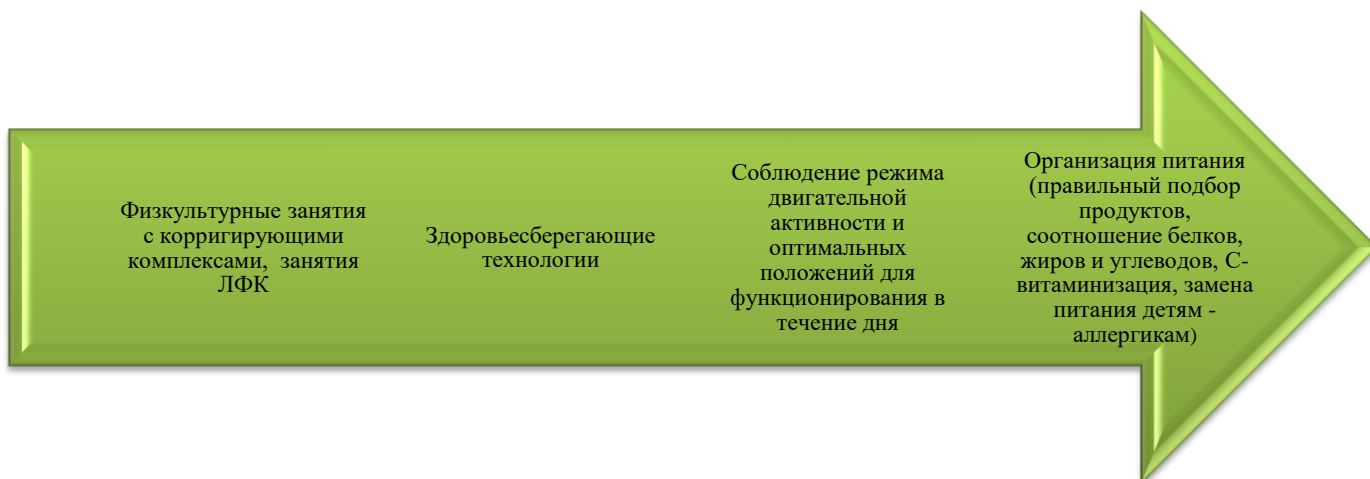 Физкультурные занятия
с корригирующими
комплексами, занятия
ЛФК
Здоровьесберегающие
технологии
Соблюдение режима
двигательной
активности и
оптимальных
положений для
функционирования в
течение дня
Организация питания
(правильный подбор
продуктов,
соотношение белков,
жиров и углеводов, С-
витаминизация, замена
питания детям -
аллергикам)